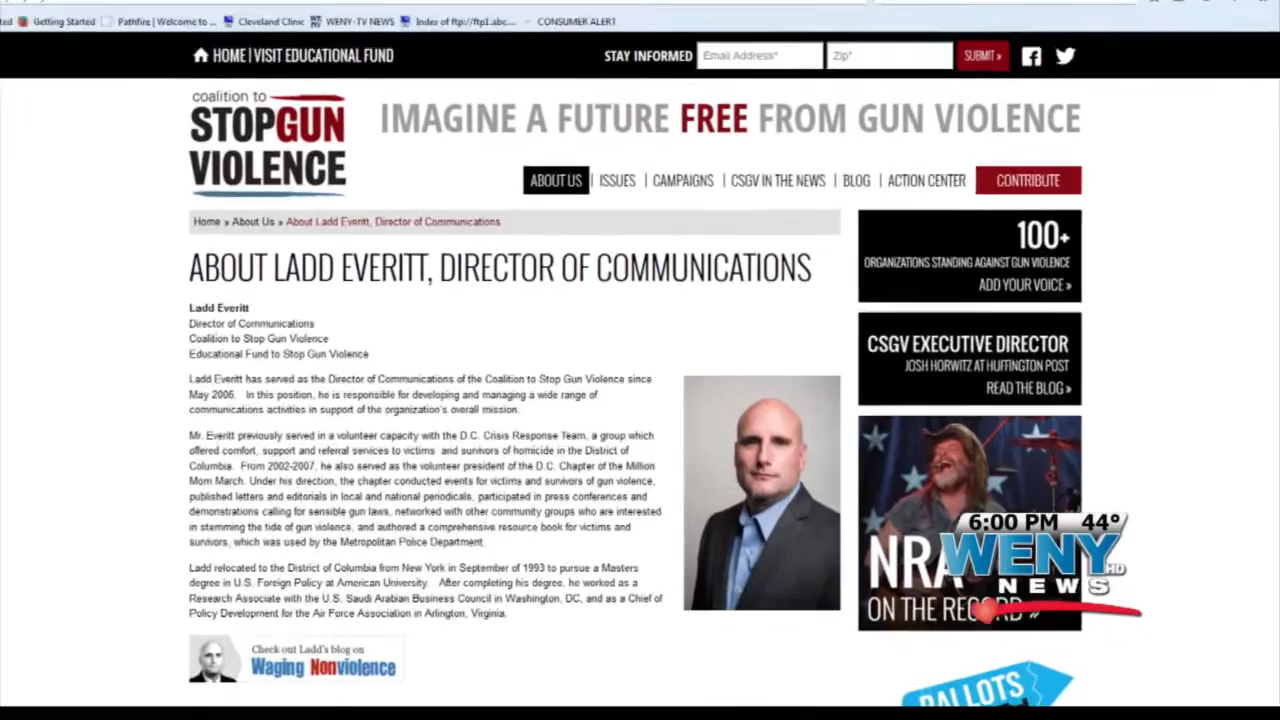 Getting Started Pathfire | Welcome to ... Cleveland Clinic WENY-TV NEWS Index of ftp://ftp1.abc.... CONSUMER ALERT
HOME | VISIT EDUCATIONAL FUND
STAY INFORMED Email Address* Zip* SUBMIT »
coalition to
STOPGUN
VIOLENCE
IMAGINE A FUTURE FREE FROM GUN VIOLENCE
ABOUT US | ISSUES | CAMPAIGNS | CSGV IN THE NEWS | BLOG | ACTION CENTER CONTRIBUTE
Home » About Us » About Ladd Everitt, Director of Communications
ABOUT LADD EVERITT, DIRECTOR OF COMMUNICATIONS
Ladd Everitt
Director of Communications
Coalition to Stop Gun Violence
Educational Fund to Stop Gun Violence
Ladd Everitt has served as the Director of Communications of the Coalition to Stop Gun Violence since
May 2006. In this position, he is responsible for developing and managing a wide range of
communications activities in support of the organization's overall mission.
Mr. Everitt previously served in a volunteer capacity with the D.C. Crisis Response Team, a group which
offered comfort, support and referral services to victims and survivors of homicide in the District of
Columbia. From 2002-2007, he also served as the volunteer president of the D.C. Chapter of the Million
Mom March. Under his direction, the chapter conducted events for victims and survivors of gun violence,
published letters and editorials in local and national periodicals, participated in press conferences and
demonstrations calling for sensible gun laws, networked with other community groups who are interested
in stemming the tide of gun violence, and authored a comprehensive resource book for victims and
survivors, which was used by the Metropolitan Police Department.
Ladd relocated to the District of Columbia from New York in September of 1993 to pursue a Masters
degree in U.S. Foreign Policy at American University. After completing his degree, he worked as a
Research Associate with the U.S. Saudi Arabian Business Council in Washington, DC, and as a Chief of
Policy Development for the Air Force Association in Arlington, Virginia.
Check out Ladd's blog on
Waging Nonviolence
100+
ORGANIZATIONS STANDING AGAINST GUN VIOLENCE
ADD YOUR VOICE »
CSGV EXECUTIVE DIRECTOR
JOSH HORWITZ AT HUFFINGTON POST
READ THE BLOG »
NRA
ON THE RECORD »
6:00 PM 44°
WENY HD
NEWS
BALLOTS